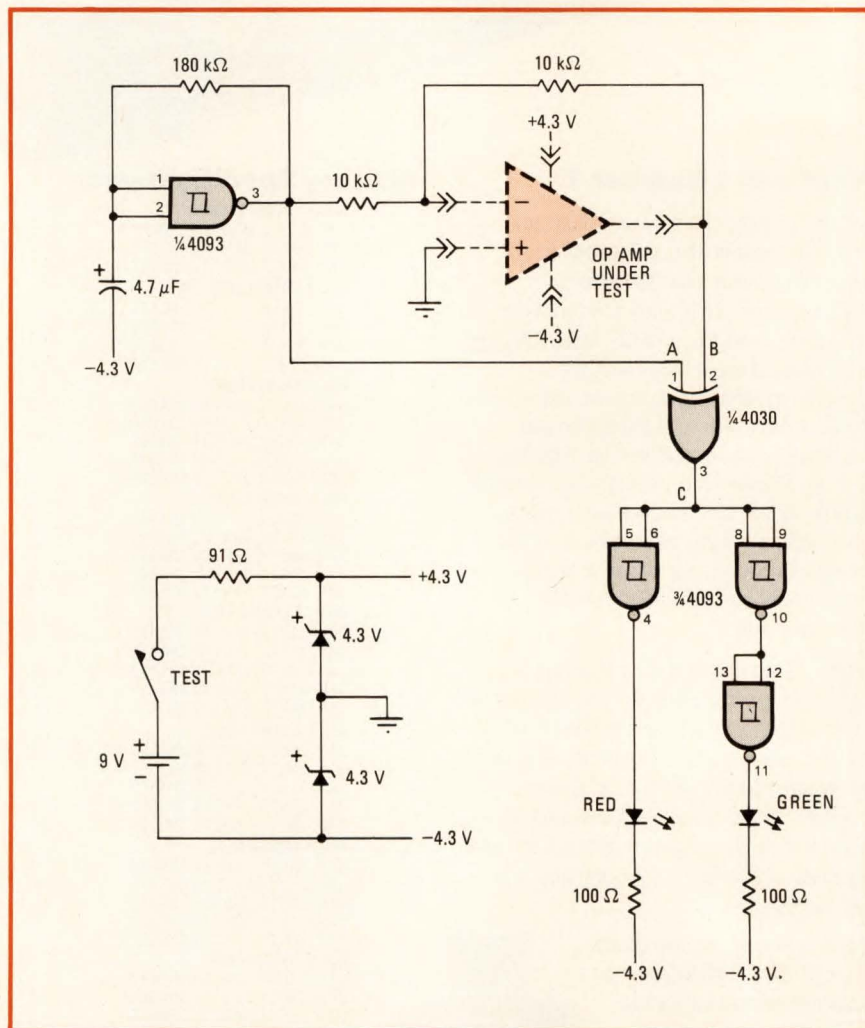 180 kΩ
10 kΩ
+4.3 V
1
2
3
¼4093
10 kΩ
−
+
OP AMP
UNDER
TEST
+
4.7 µF
−4.3 V
−4.3 V
A
B
1
2
¼4030
3
C
5
6
8
9
91 Ω
+4.3 V
¾4093
4
10
+
4.3 V
TEST
13
12
+
9 V
−
+
4.3 V
11
RED
GREEN
−4.3 V
100 Ω
100 Ω
−4.3 V
−4.3 V.